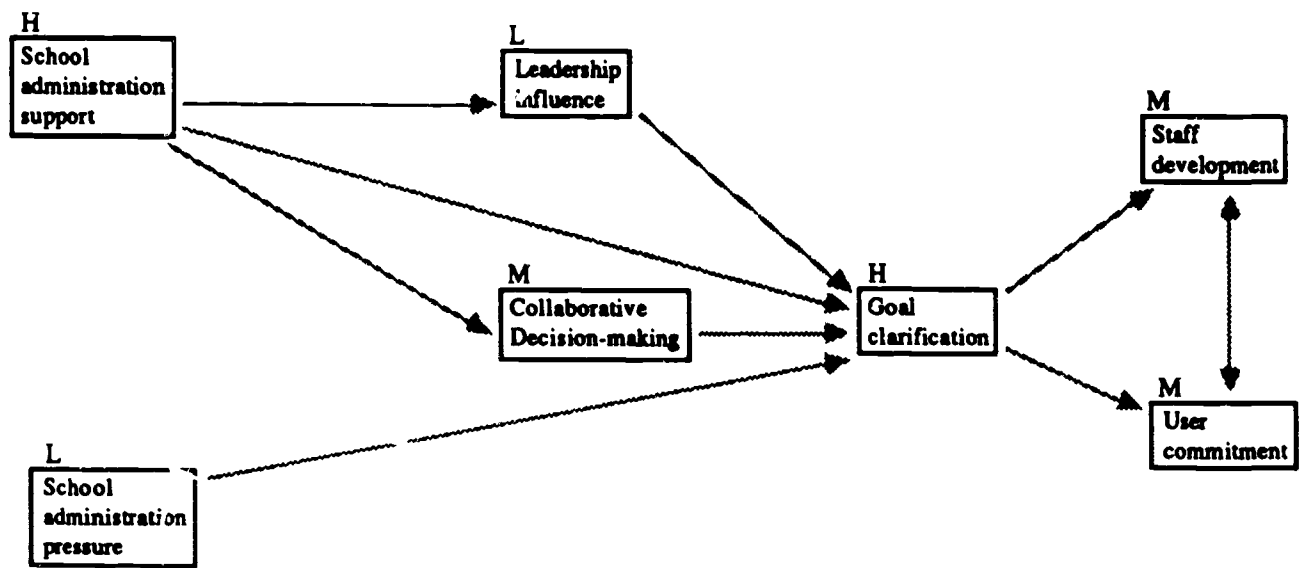 H
School
administration
support
L
Leadership
influence
M
Staff
development
M
Collaborative
Decision-making
H
Goal
clarification
M
User
commitment
L
School
administration
pressure